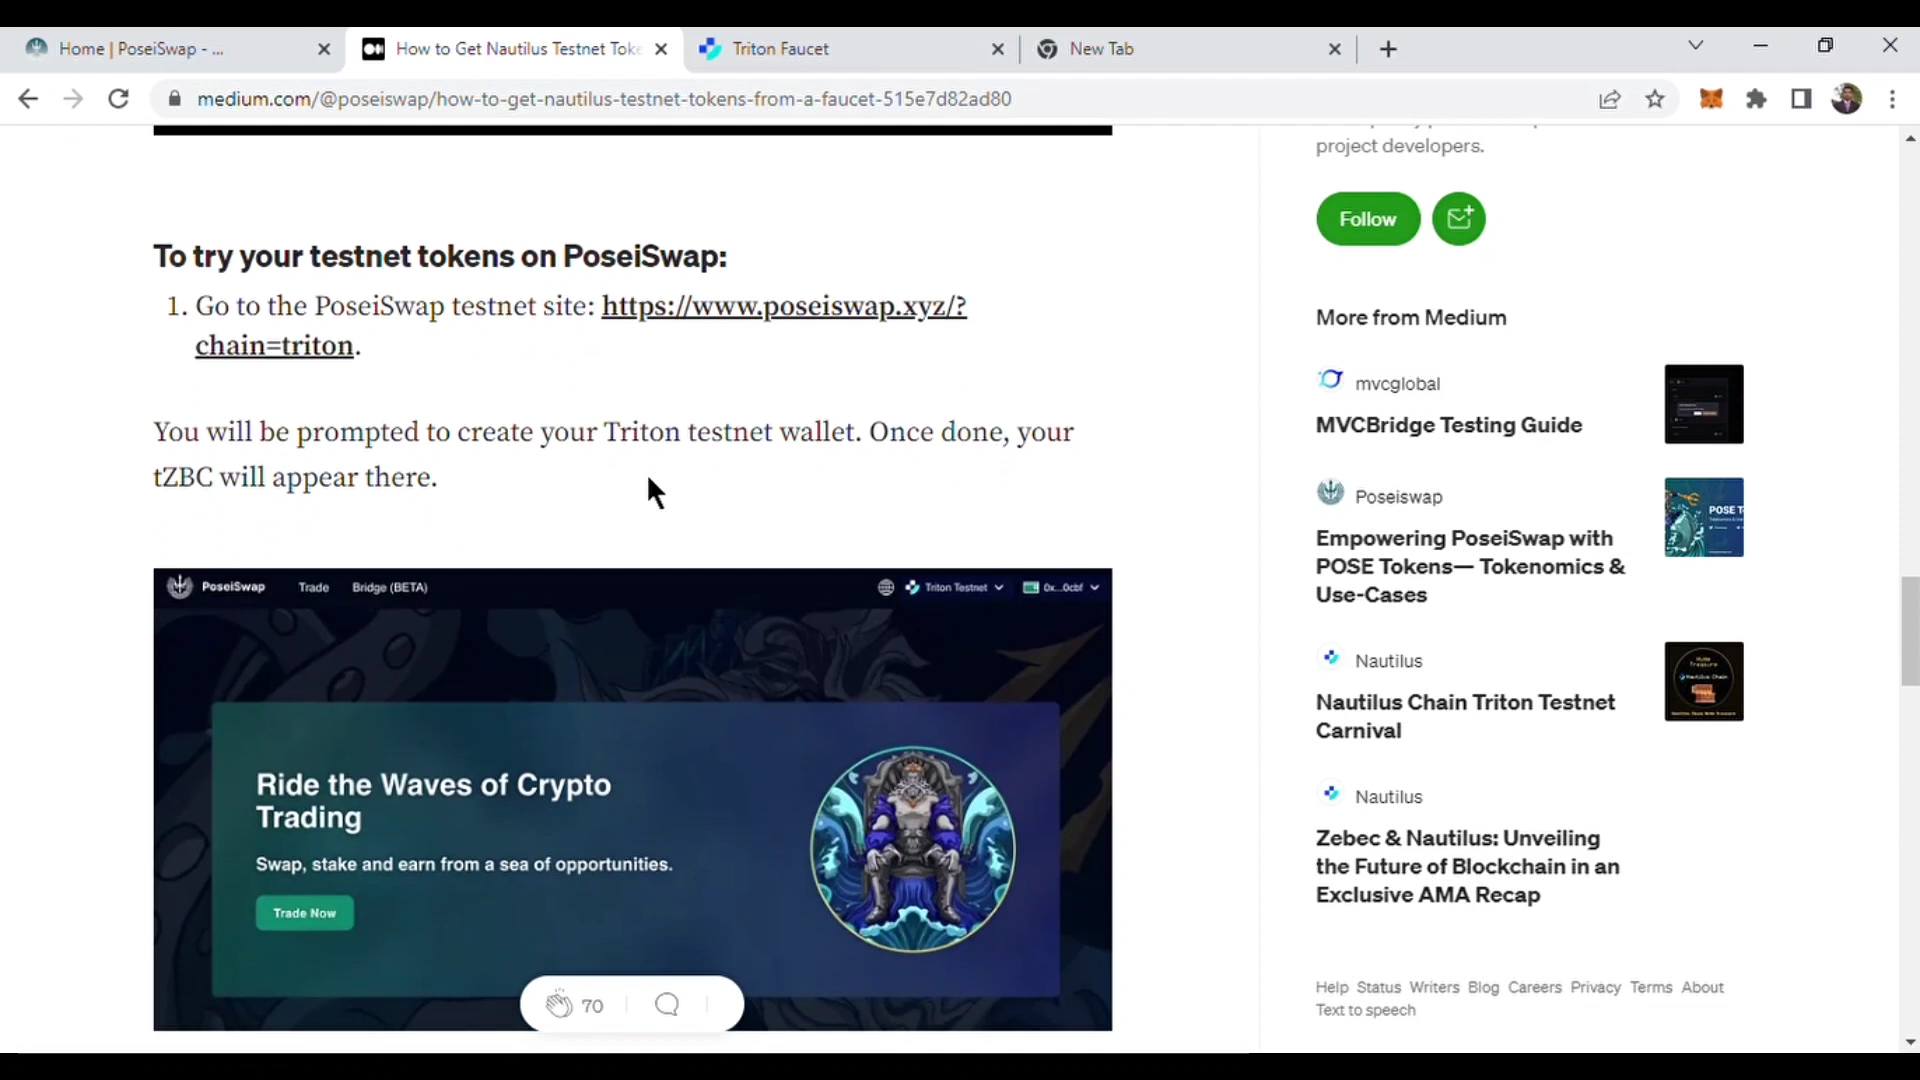 Home | PoseiSwap - ...
How to Get Nautilus Testnet Toke
Triton Faucet
New Tab
medium.com/@poseiswap/how-to-get-nautilus-testnet-tokens-from-a-faucet-515e7d82ad80
To try your testnet tokens on PoseiSwap:
1. Go to the PoseiSwap testnet site: https://www.poseiswap.xyz/?
chain=triton.
You will be prompted to create your Triton testnet wallet. Once done, your
tZBC will appear there.
PoseiSwap
Trade
Bridge (BETA)
Triton Testnet
0x...0cbf
Ride the Waves of Crypto
Trading
Swap, stake and earn from a sea of opportunities.
Trade Now
70
project developers.
Follow
More from Medium
mvcglobal
MVCBridge Testing Guide
Poseiswap
Empowering PoseiSwap with
POSE Tokens— Tokenomics &
Use-Cases
POSE T
Nautilus
Nautilus Chain Triton Testnet
Carnival
Nautilus
Zebec & Nautilus: Unveiling
the Future of Blockchain in an
Exclusive AMA Recap
Help Status Writers Blog Careers Privacy Terms About
Text to speech